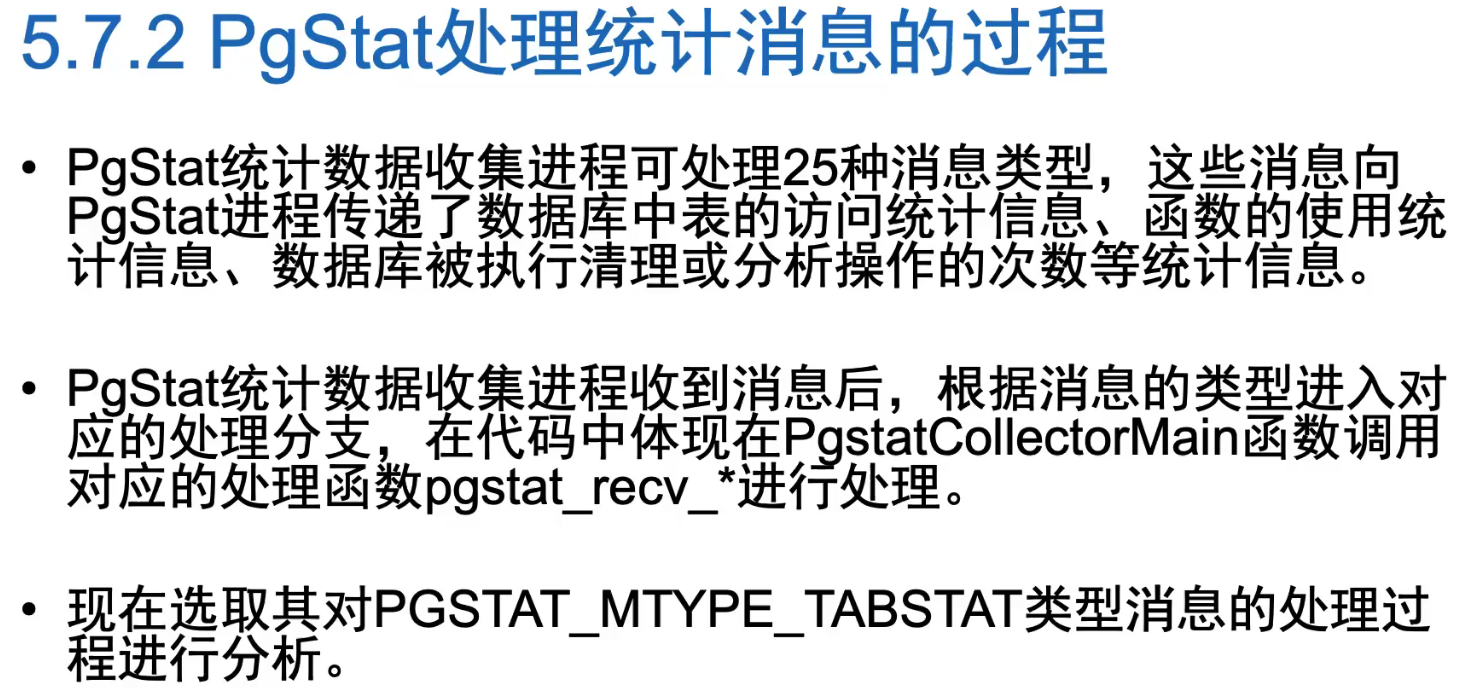 5.7.2 PgStat处理统计消息的过程
• PgStat统计数据收集进程可处理25种消息类型，这些消息向
PgStat进程传递了数据库中表的访问统计信息、函数的使用统
计信息、数据库被执行清理或分析操作的次数等统计信息。
• PgStat统计数据收集进程收到消息后，根据消息的类型进入对
应的处理分支，在代码中体现在PgstatCollectorMain函数调用
对应的处理函数pgstat_recv_*进行处理。
• 现在选取其对PGSTAT_MTYPE_TABSTAT类型消息的处理过
程进行分析。